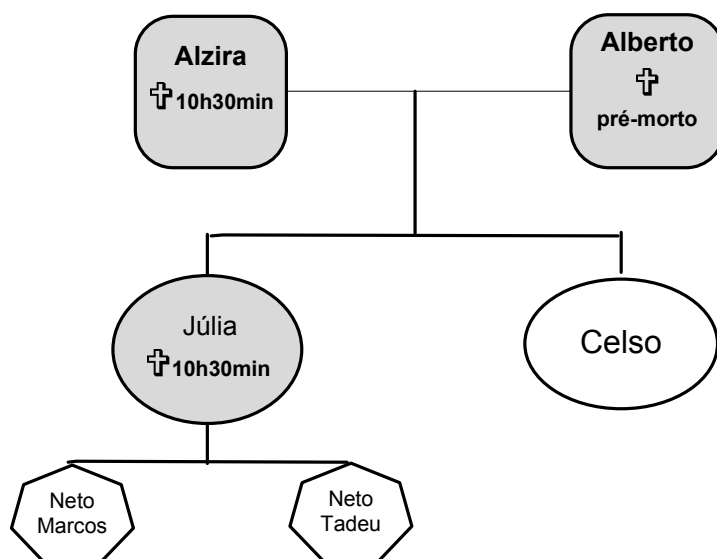 Alzira
✞10h30min
Alberto
✞
pré-morto
Júlia
✞10h30min
Celso
Neto
Marcos
Neto
Tadeu